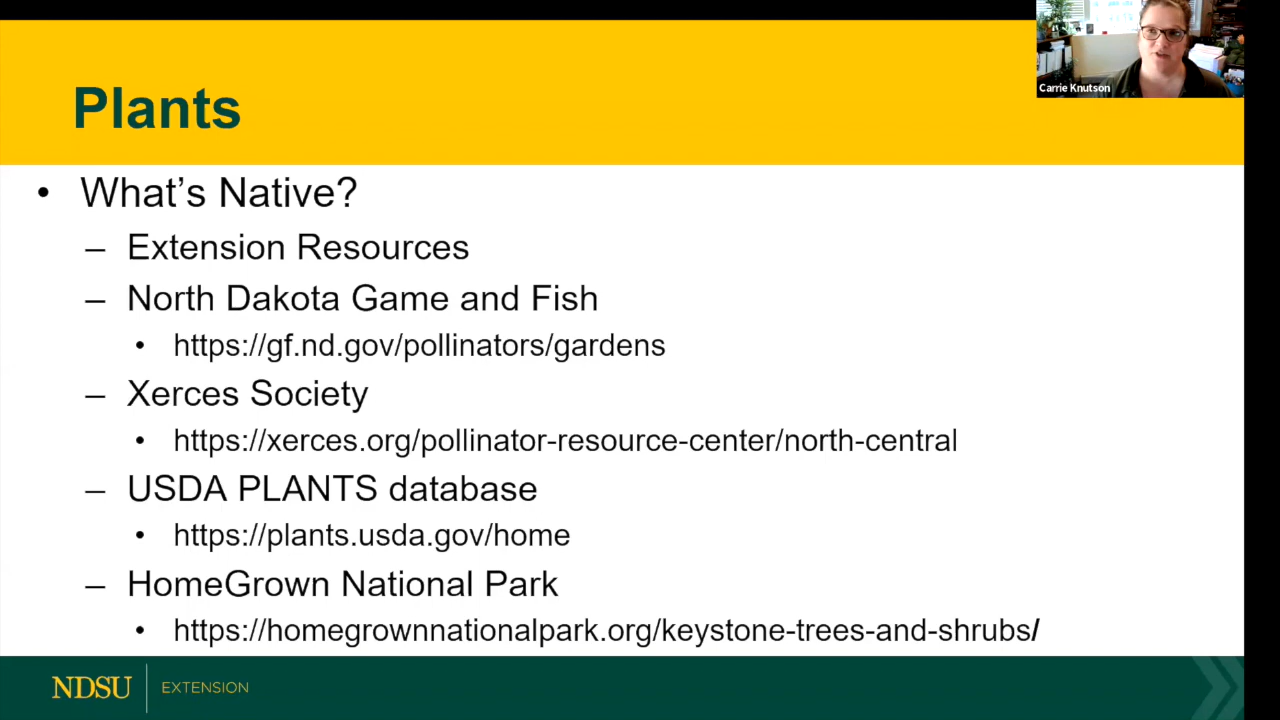 Carrie Knutson
Plants
• What's Native?
– Extension Resources
– North Dakota Game and Fish
• https://gf.nd.gov/pollinators/gardens
– Xerces Society
• https://xerces.org/pollinator-resource-center/north-central
– USDA PLANTS database
• https://plants.usda.gov/home
– HomeGrown National Park
• https://homegrownnationalpark.org/keystone-trees-and-shrubs/
NDSU EXTENSION